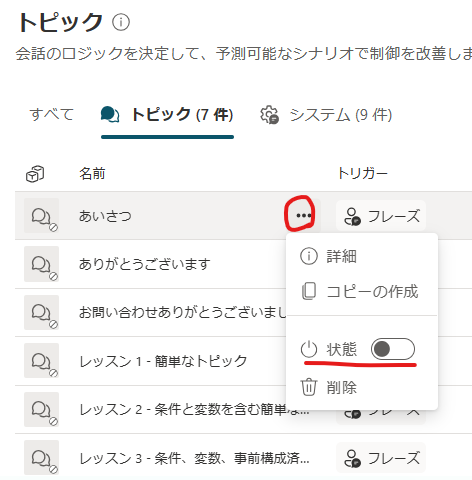 トピック
会話のロジックを決定して、予測可能なシナリオで制御を改善しま
すべて トピック (7 件) システム (9 件)
名前 トリガー
あいさつ フレーズ
ありがとうございます
お問い合わせありがとうございまし
レッスン 1 - 簡単なトピック
レッスン 2 - 条件と変数を含む簡単な... フレーズ
レッスン 3 - 条件、変数、事前構成済... フレーズ
詳細
コピーの作成
状態
削除